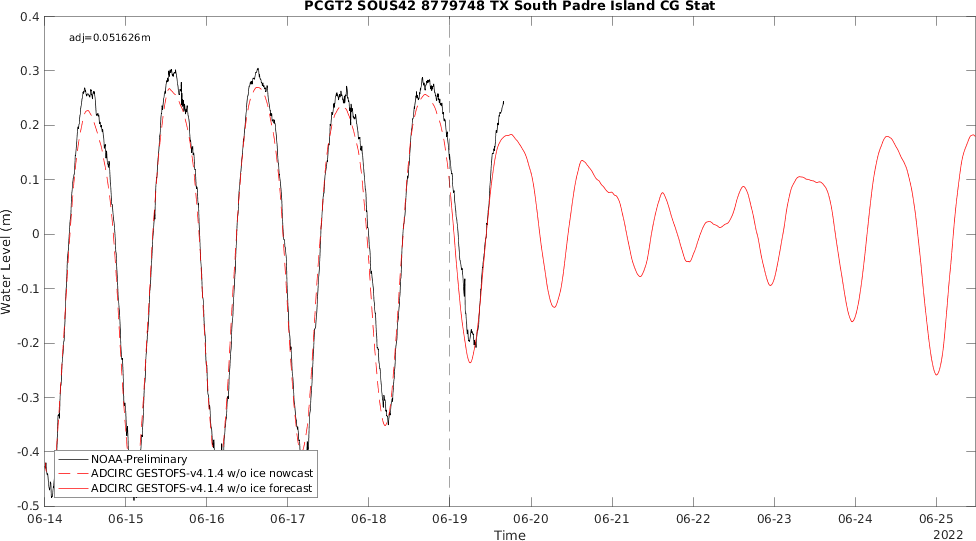 PCGT2 SOUS42 8779748 TX South Padre Island CG Stat
adj=0.051626m
0.4
0.3
0.2
0.1
0
-0.1
-0.2
-0.3
-0.4
-0.5
Water Level (m)
NOAA-Preliminary
ADCIRC GESTOFS-v4.1.4 w/o ice nowcast
ADCIRC GESTOFS-v4.1.4 w/o ice forecast
06-14 06-15 06-16 06-17 06-18 06-19 06-20 06-21 06-22 06-23 06-24 06-25
Time
2022